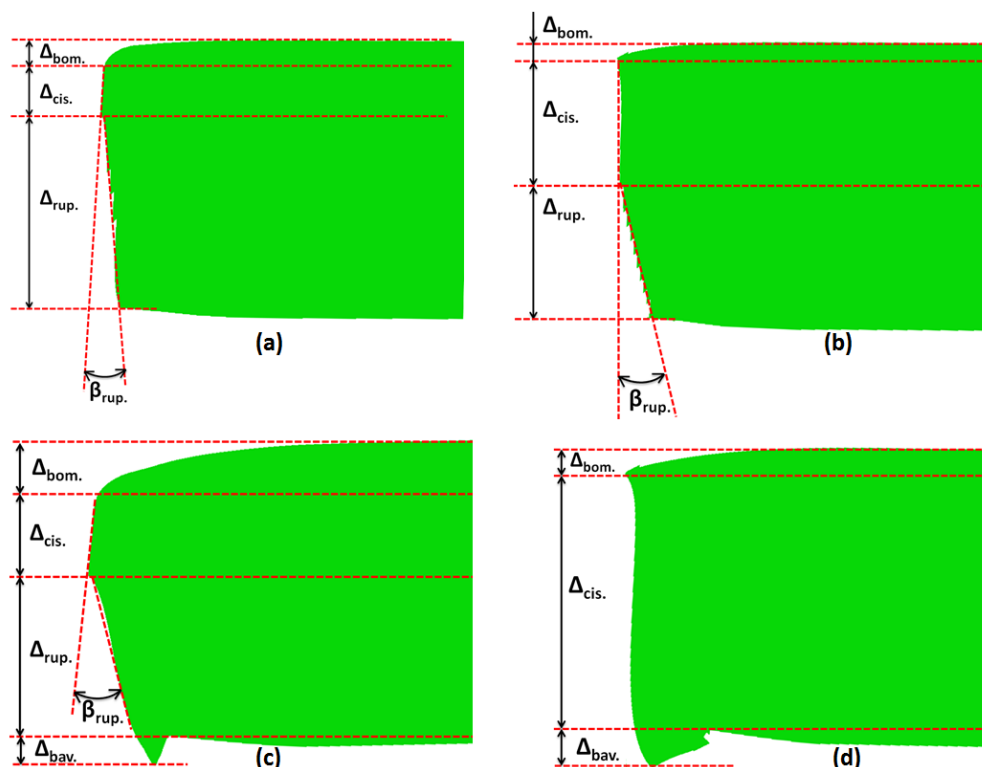 Δbom.
Δcis.
Δrup.
βrup.
(a)
Δbom.
Δcis.
Δrup.
βrup.
(b)
Δbom.
Δcis.
Δrup.
βrup.
Δbav.
(c)
Δbom.
Δcis.
Δbav.
(d)